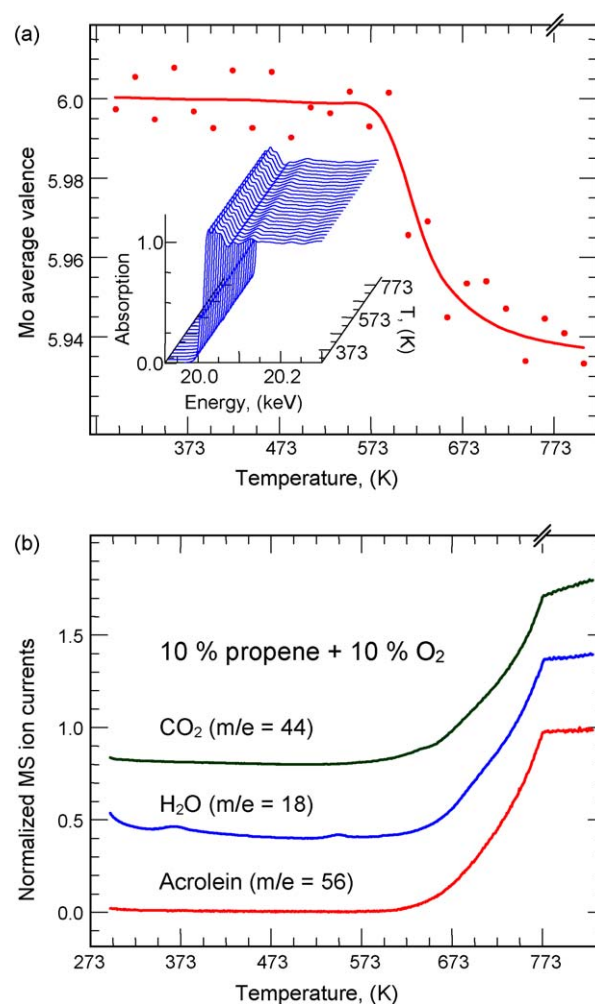 (a)
6.0
5.98
5.96
5.94
Mo average valence
1.0
0.0
Absorption
20.0
20.2
Energy, (keV)
773
573
373
T, (K)
373
473
573
673
773
Temperature, (K)
(b)
1.5
1.0
0.5
0.0
Normalized MS ion currents
10 % propene + 10 % O₂
CO₂ (m/e = 44)
H₂O (m/e = 18)
Acrolein (m/e = 56)
273
373
473
573
673
773
Temperature, (K)